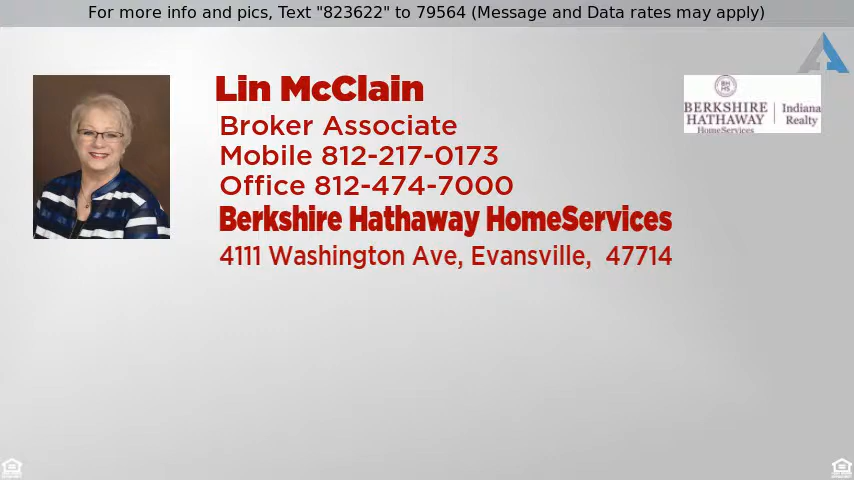 For more info and pics, Text "823622" to 79564 (Message and Data rates may apply)
Lin McClain
Broker Associate
Mobile 812-217-0173
Office 812-474-7000
Berkshire Hathaway HomeServices
4111 Washington Ave, Evansville, 47714
BH
HS
BERKSHIRE
HATHAWAY
HomeServices
Indiana
Realty